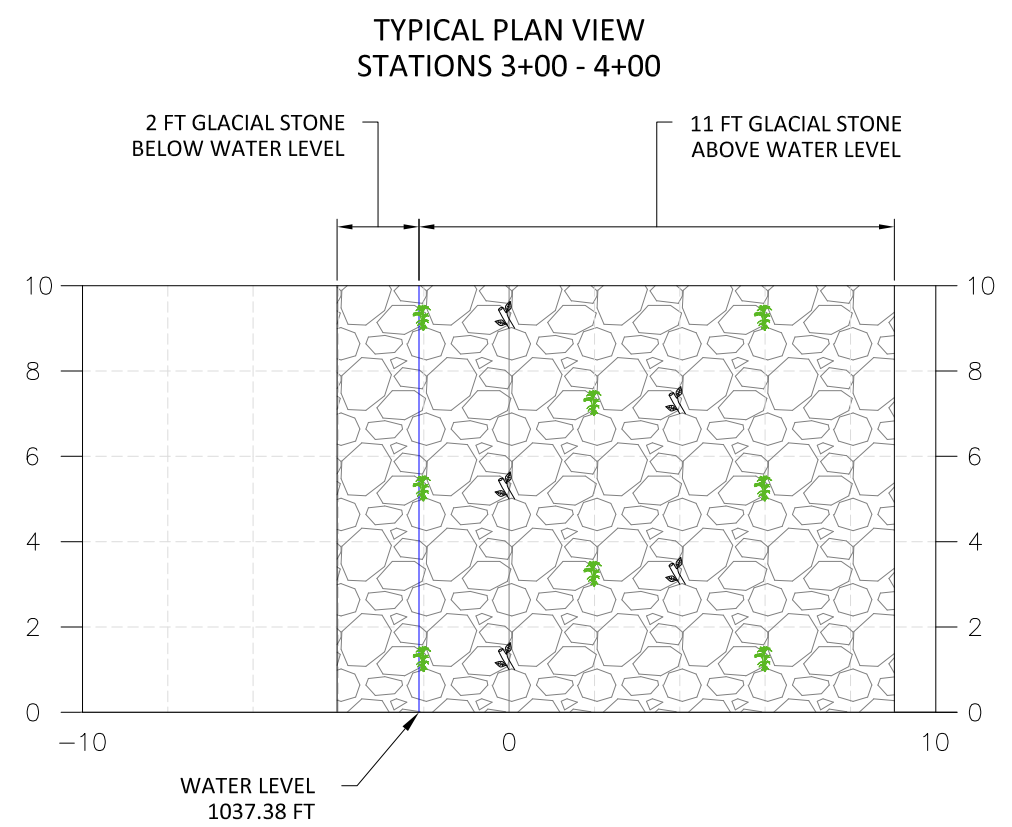 TYPICAL PLAN VIEW
STATIONS 3+00 - 4+00
2 FT GLACIAL STONE
BELOW WATER LEVEL
11 FT GLACIAL STONE
ABOVE WATER LEVEL
10 10
8 8
6 6
4 4
2 2
0 0
−10 0 10
WATER LEVEL
1037.38 FT